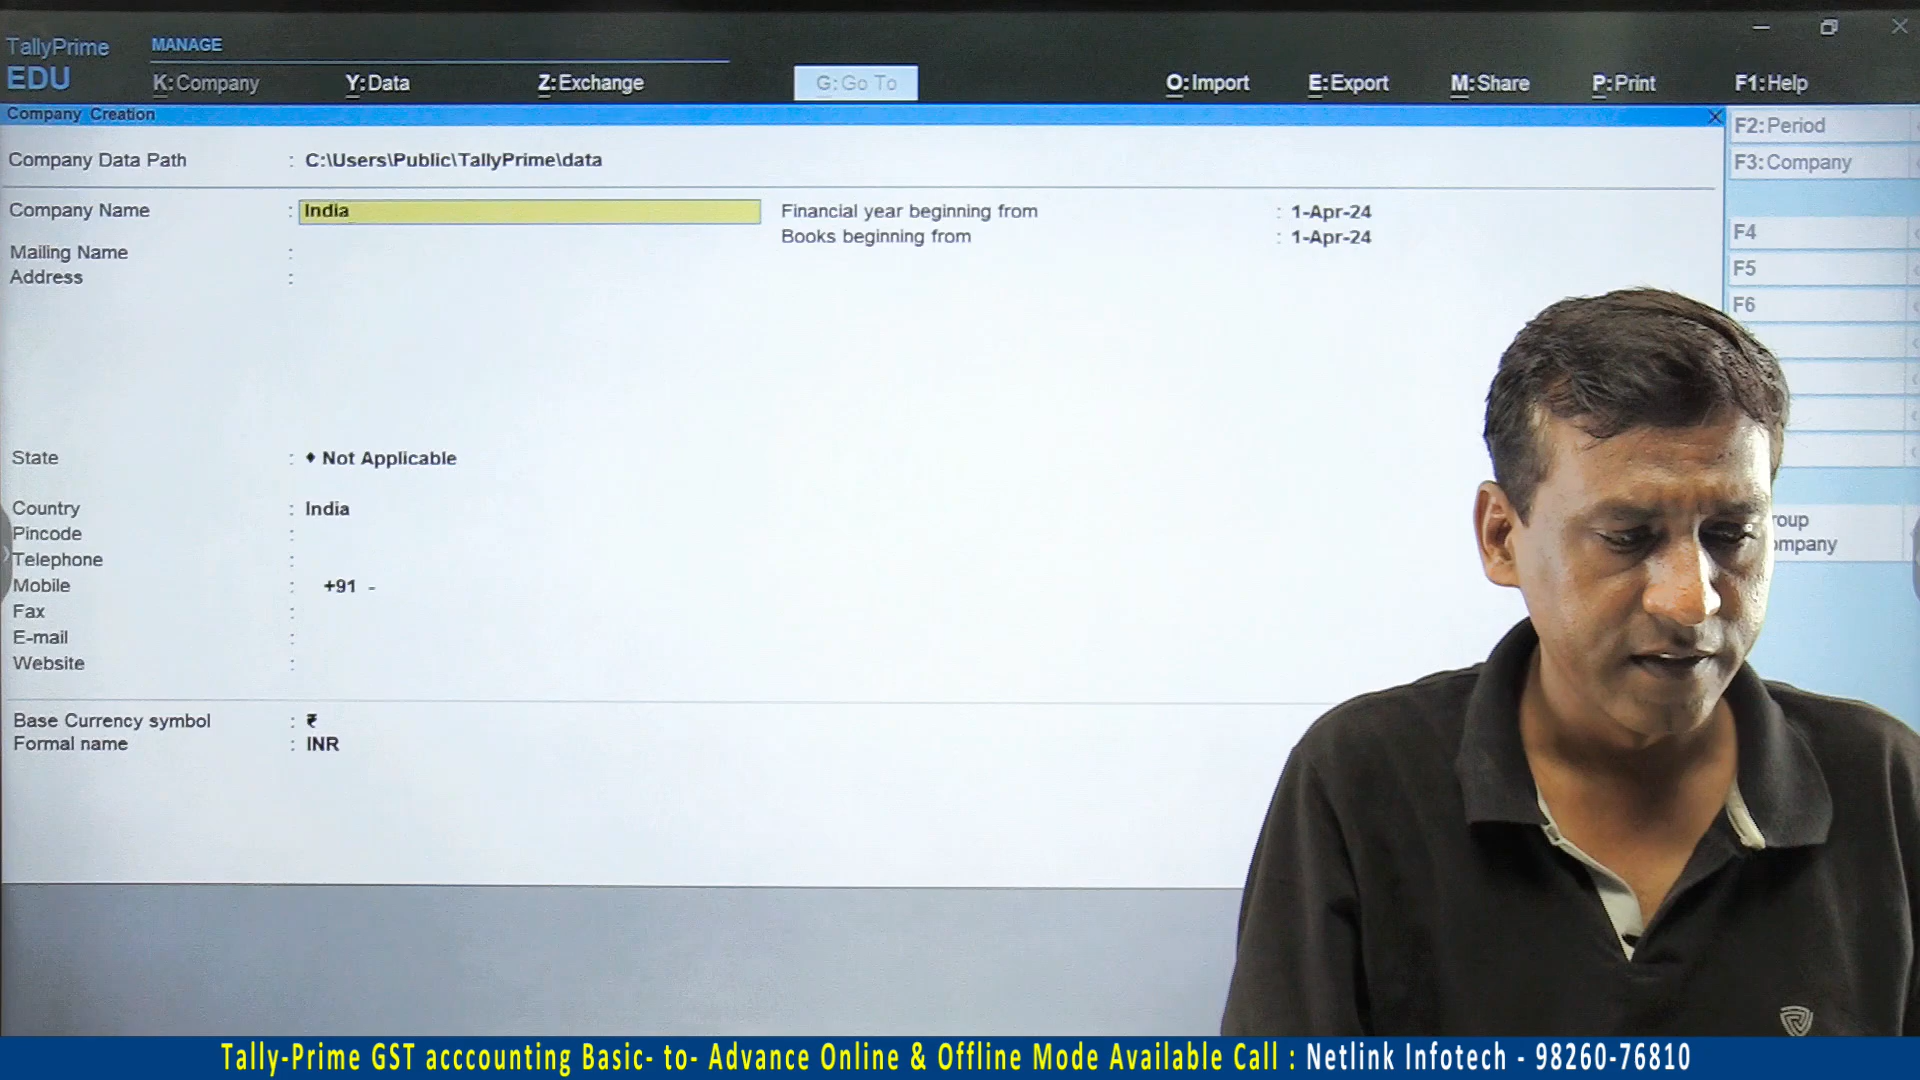 TallyPrime
EDU
MANAGE
K:Company Y:Data Z:Exchange G:Go To O:Import E:Export M:Share P:Print F1:Help
Company Creation
F2:Period
F3:Company
F4
F5
F6
roup
ompany
Company Data Path : C:\Users\Public\TallyPrime\data
Company Name : India
Financial year beginning from : 1-Apr-24
Books beginning from : 1-Apr-24
Mailing Name :
Address :
State : ♦ Not Applicable
Country : India
Pincode :
Telephone :
Mobile : +91 -
Fax :
E-mail :
Website :
Base Currency symbol : ₹
Formal name : INR
Tally-Prime GST acccounting Basic- to- Advance Online & Offline Mode Available Call : Netlink Infotech - 98260-76810